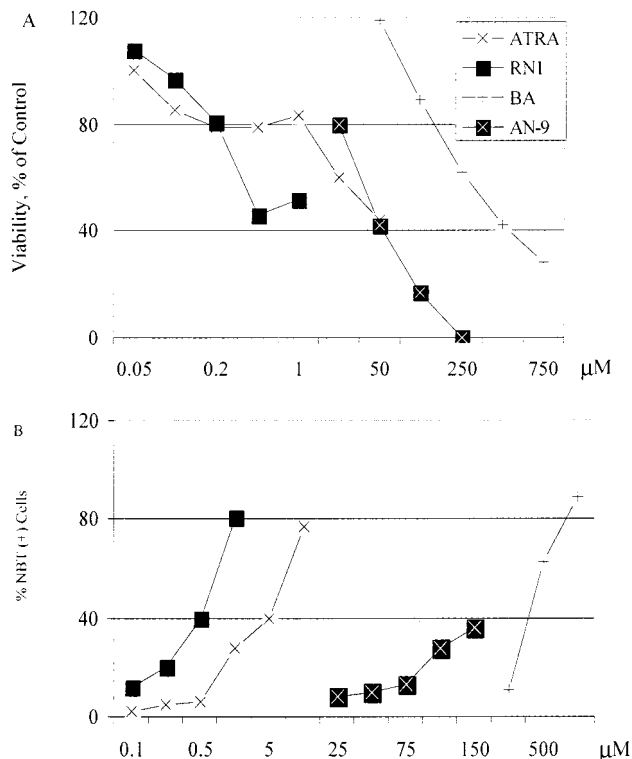 A
Viability, % of Control
120
80
40
0
ATRA
RN1
BA
AN-9
0.05 0.2 1 50 250 750 μM
B
% NBT (+) Cells
120
80
40
0
0.1 0.5 5 25 75 150 500 μM